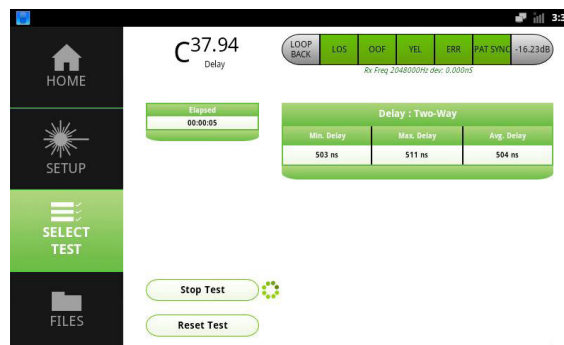 3:3
HOME
SETUP
SELECT
TEST
FILES
C37.94
Delay
LOOP
BACK
LOS
OOF
YEL
ERR
PAT SYNC
-16.23dB
Rx Freq 2048000Hz dev: 0.000nS
Elapsed
00:00:05
Delay : Two-Way
Min. Delay
Max. Delay
Avg. Delay
503 ns
511 ns
504 ns
Stop Test
Reset Test